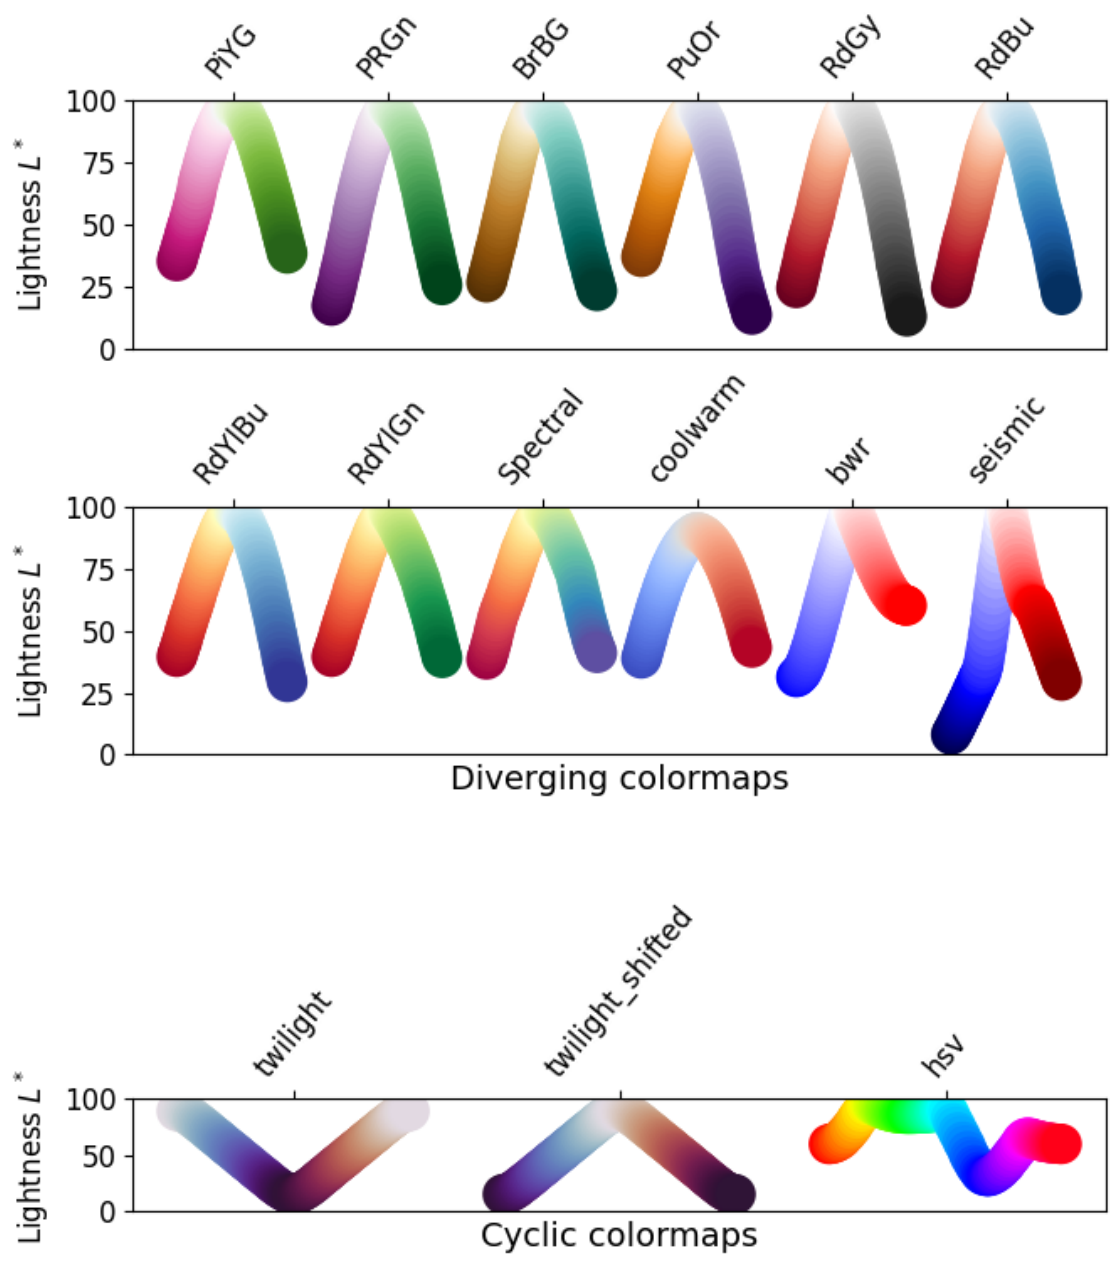 PiYG PRGn BrBG PuOr RdGy RdBu
100
75
50
25
0
Lightness L*
RdYlBu RdYlGn Spectral coolwarm bwr seismic
100
75
50
25
0
Lightness L*
Diverging colormaps
twilight twilight_shifted hsv
100
50
0
Lightness L*
Cyclic colormaps